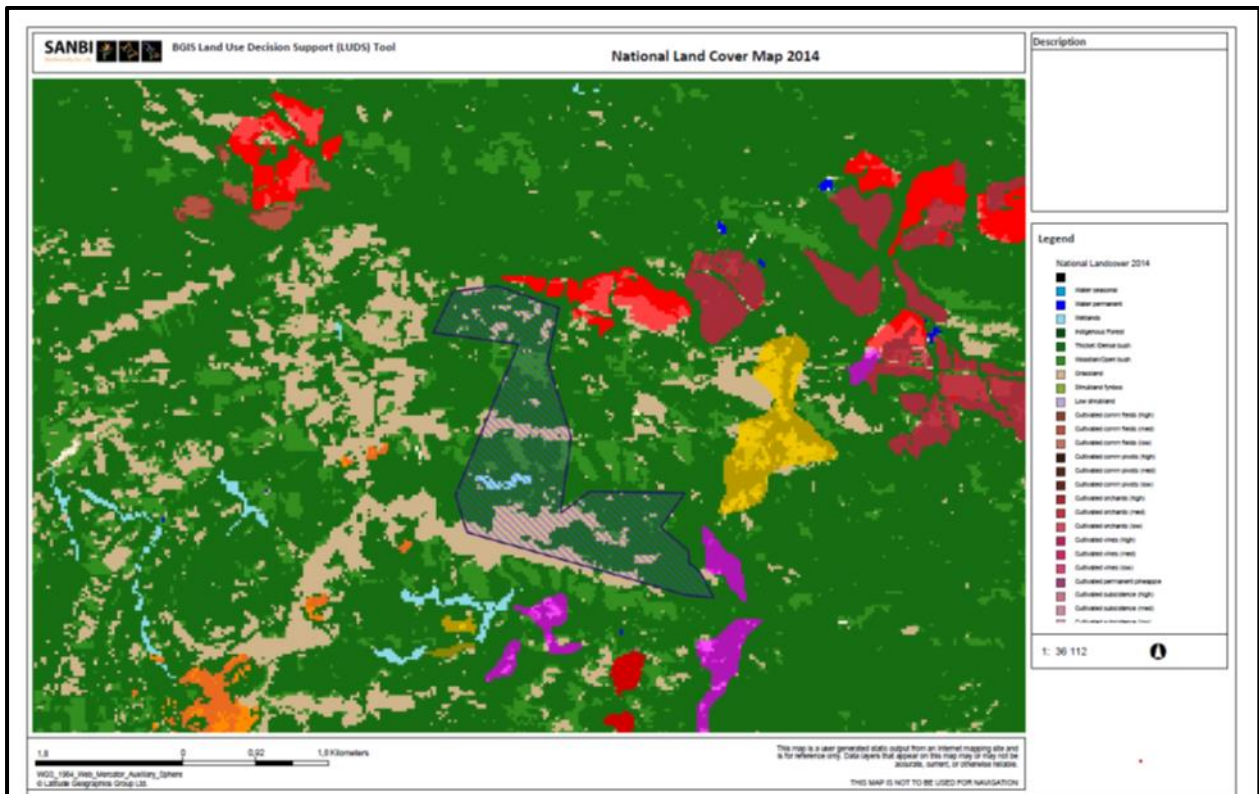 SANBI
BGIS Land Use Decision Support (LUDS) Tool
National Land Cover Map 2014
Description
Legend
National Landcover 2014
Water seasonal
Water permanent
Wetlands
Indigenous Forest
Thicket /Dense bush
Woodlan/Open bush
Grassland
Shrubland fynbos
Low shrubland
Cultivated comm fields (high)
Cultivated comm fields (med)
Cultivated comm fields (low)
Cultivated comm pivots (high)
Cultivated comm pivots (med)
Cultivated comm pivots (low)
Cultivated orchards (high)
Cultivated orchards (med)
Cultivated orchards (low)
Cultivated vines (high)
Cultivated vines (med)
Cultivated vines (low)
Cultivated permanent pineapple
Cultivated subsistence (high)
Cultivated subsistence (med)
1: 36 112
1,8
0
0,92
1,8 Kilometers
WGS_1984_Web_Mercator_Auxiliary_Sphere
© Latitude Geographics Group Ltd.
This map is a user generated static output from an internet mapping site and
is for reference only. Data layers that appear on this map may or may not be
accurate, current, or otherwise reliable.
THIS MAP IS NOT TO BE USED FOR NAVIGATION